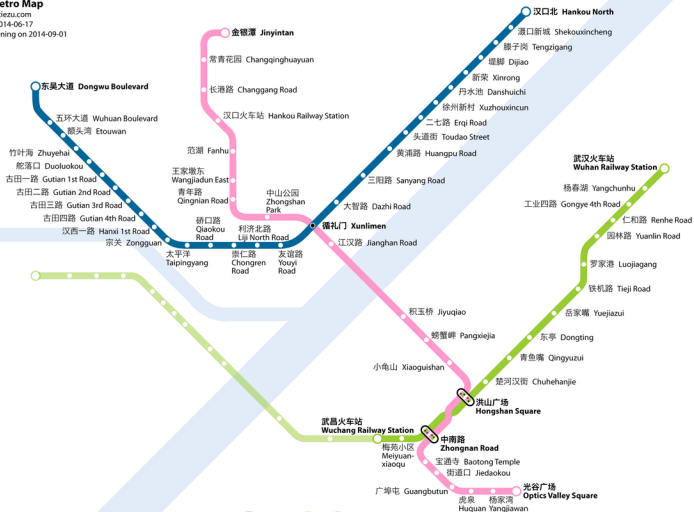 etro Map
tiezu.com
014-06-17
ening on 2014-09-01
金银潭 Jinyintan
常青花园 Changqinghuayuan
长港路 Changgang Road
汉口火车站 Hankou Railway Station
范湖 Fanhu
王家墩东
Wangjiadun East
青年路
Qingnian Road
中山公园
Zhongshan
Park
循礼门 Xunlimen
江汉路 Jianghan Road
积玉桥 Jiyuqiao
螃蟹岬 Pangxiejia
小龟山 Xiaoguishan
洪山广场
Hongshan Square
中南路
Zhongnan Road
宝通寺 Baotong Temple
街道口 Jiedaokou
广埠屯 Guangbutun
虎泉
Huquan
杨家湾
Yangjiawan
光谷广场
Optics Valley Square
东吴大道 Dongwu Boulevard
五环大道 Wuhuan Boulevard
额头湾 Etouwan
竹叶海 Zhuyehai
舵落口 Duoluokou
古田一路 Gutian 1st Road
古田二路 Gutian 2nd Road
古田三路 Gutian 3rd Road
古田四路 Gutian 4th Road
汉西一路 Hanxi 1st Road
宗关 Zongguan
太平洋
Taipingyang
硚口路
Qiaokou
Road
崇仁路
Chongren
Road
利济北路
Liji North Road
友谊路
Youyi
Road
大智路 Dazhi Road
三阳路 Sanyang Road
黄浦路 Huangpu Road
头道街 Toudao Street
二七路 Erqi Road
徐州新村 Xuzhouxincun
丹水池 Danshuichi
新荣 Xinrong
堤脚 Dijiao
滕子岗 Tengzigang
滠口新城 Shekouxincheng
汉口北 Hankou North
武汉火车站
Wuhan Railway Station
杨春湖 Yangchunhu
工业四路 Gongye 4th Road
仁和路 Renhe Road
园林路 Yuanlin Road
罗家港 Luojiagang
铁机路 Tieji Road
岳家嘴 Yuejiazui
东亭 Dongting
青鱼嘴 Qingyuzui
楚河汉街 Chuhehanjie
武昌火车站
Wuchang Railway Station
梅苑小区
Meiyuan-
xiaoqu